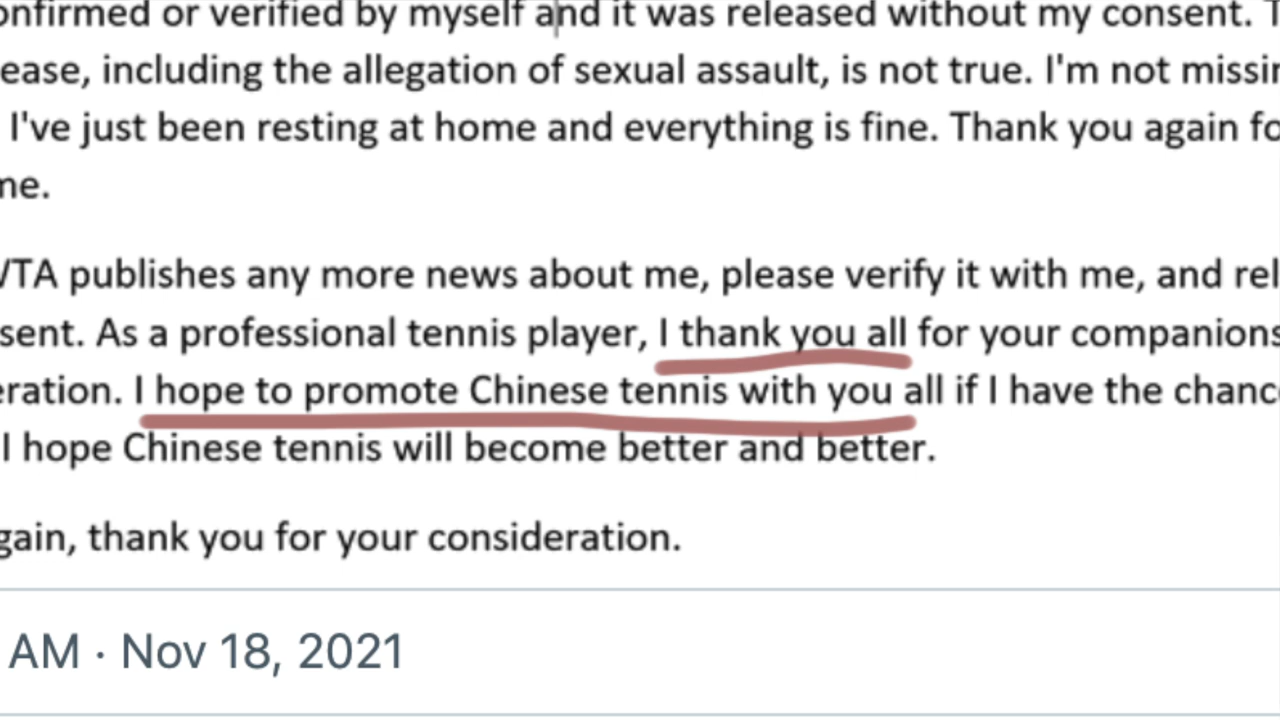 onfirmed or verified by myself and it was released without my consent. T
ease, including the allegation of sexual assault, is not true. I'm not missin
I've just been resting at home and everything is fine. Thank you again fo
me.
WTA publishes any more news about me, please verify it with me, and rel
sent. As a professional tennis player, I thank you all for your companions
eration. I hope to promote Chinese tennis with you all if I have the chance
I hope Chinese tennis will become better and better.
gain, thank you for your consideration.
AM · Nov 18, 2021